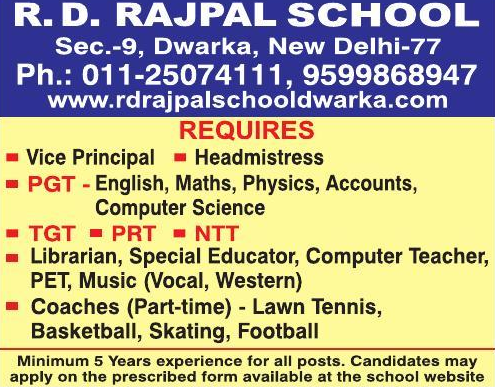 R. D. RAJPAL SCHOOL
Sec.-9, Dwarka, New Delhi-77
Ph.: 011-25074111, 9599868947
www.rdrajpalschooldwarka.com
REQUIRES
Vice Principal Headmistress
PGT - English, Maths, Physics, Accounts,
Computer Science
TGT PRT NTT
Librarian, Special Educator, Computer Teacher,
PET, Music (Vocal, Western)
Coaches (Part-time) - Lawn Tennis,
Basketball, Skating, Football
Minimum 5 Years experience for all posts. Candidates may
apply on the prescribed form available at the school website